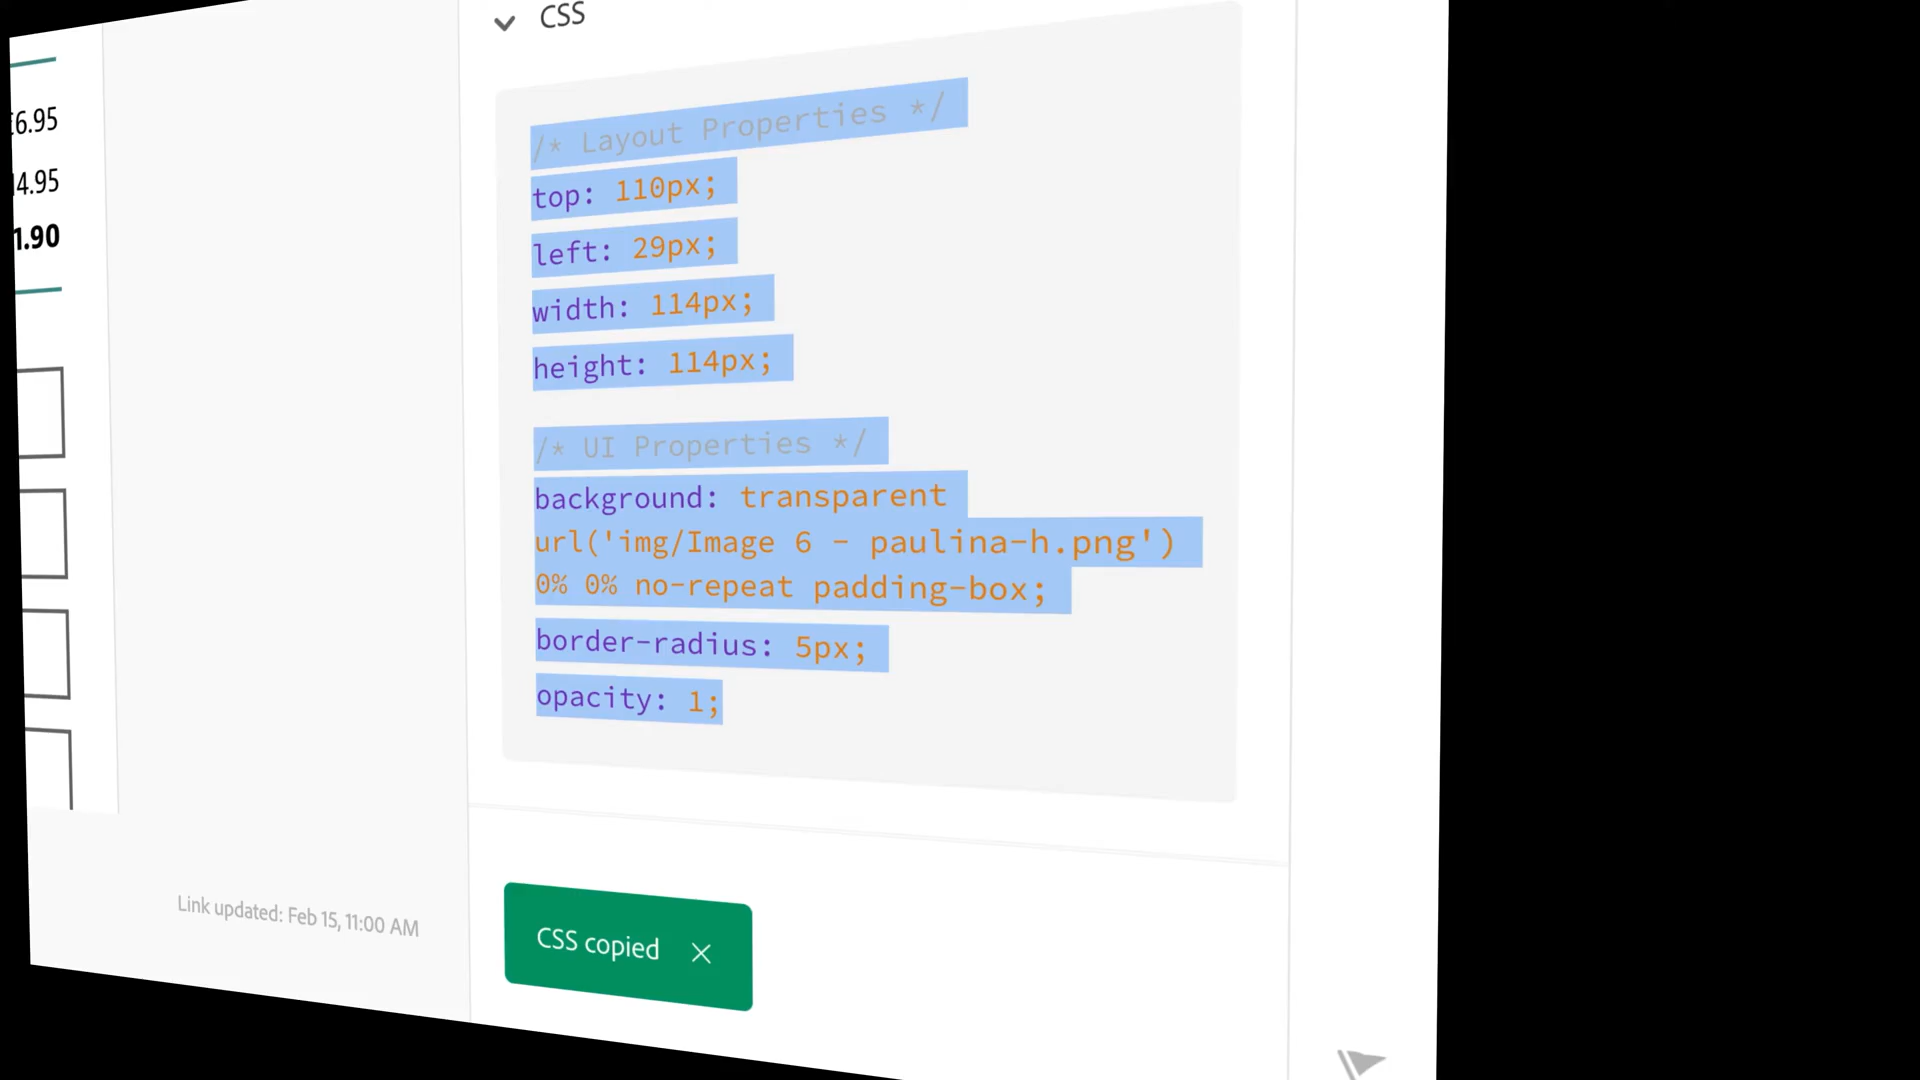 CSS
6.95
4.95
1.90
/* Layout Properties */
top: 110px;
left: 29px;
width: 114px;
height: 114px;
/* UI Properties */
background: transparent
url('img/Image 6 - paulina-h.png')
0% 0% no-repeat padding-box;
border-radius: 5px;
opacity: 1;
Link updated: Feb 15, 11:00 AM
CSS copied